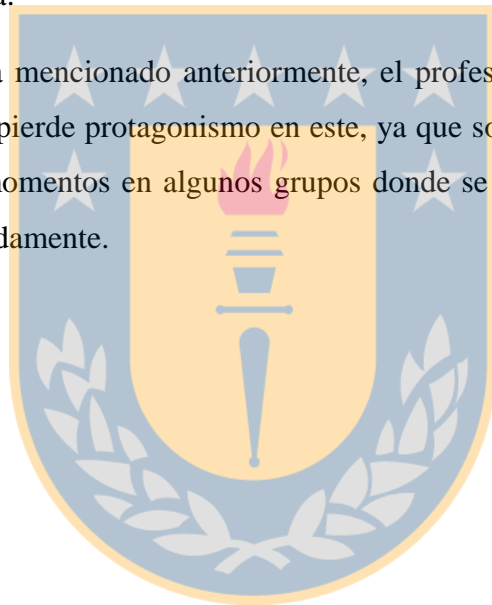 a.
mencionado anteriormente, el profes
pierde protagonismo en este, ya que so
momentos en algunos grupos donde se
damente.